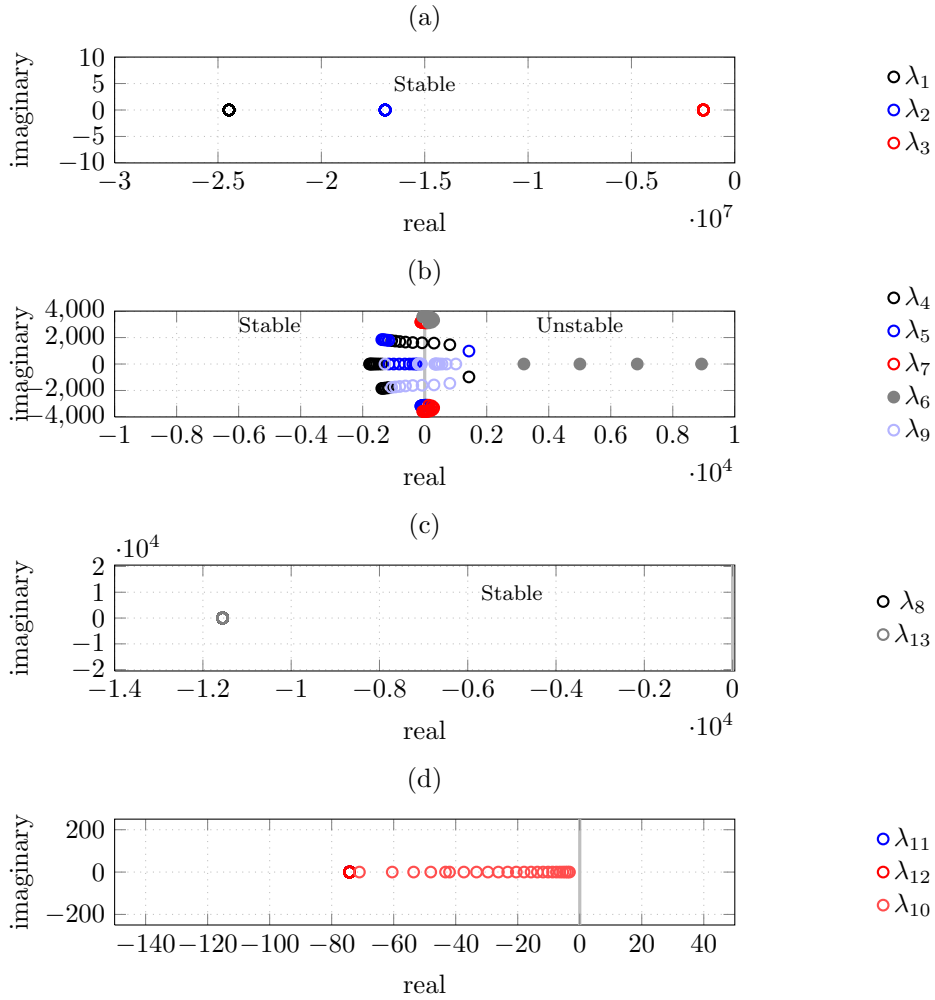 (a)
10
5
0
−5
−10
imaginary
Stable
−3 −2.5 −2 −1.5 −1 −0.5 0
real
·10⁷
λ₁
λ₂
λ₃
(b)
4,000
2,000
0
−2,000
−4,000
imaginary
Stable
Unstable
−1 −0.8 −0.6 −0.4 −0.2 0 0.2 0.4 0.6 0.8 1
real
·10⁴
λ₄
λ₅
λ₇
λ₆
λ₉
(c)
·10⁴
2
1
0
−1
−2
imaginary
Stable
−1.4 −1.2 −1 −0.8 −0.6 −0.4 −0.2 0
real
·10⁴
λ₈
λ₁₃
(d)
200
0
−200
imaginary
−140 −120 −100 −80 −60 −40 −20 0 20 40
real
λ₁₁
λ₁₂
λ₁₀